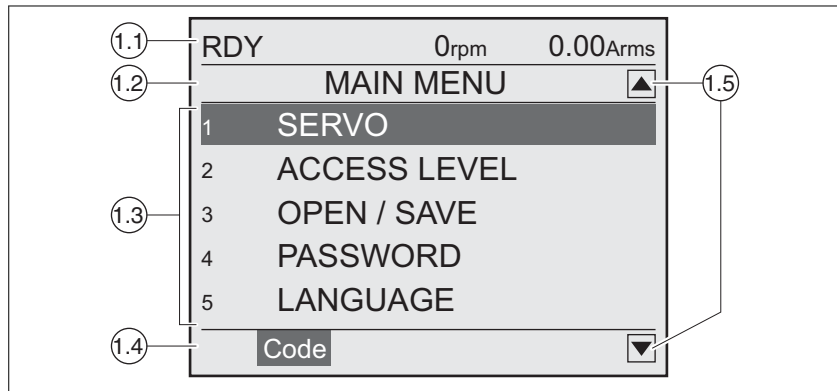 1.1 RDY 0rpm 0.00Arms
1.2 MAIN MENU 1.5
1 SERVO
2 ACCESS LEVEL
1.3 3 OPEN / SAVE
4 PASSWORD
5 LANGUAGE
1.4 Code